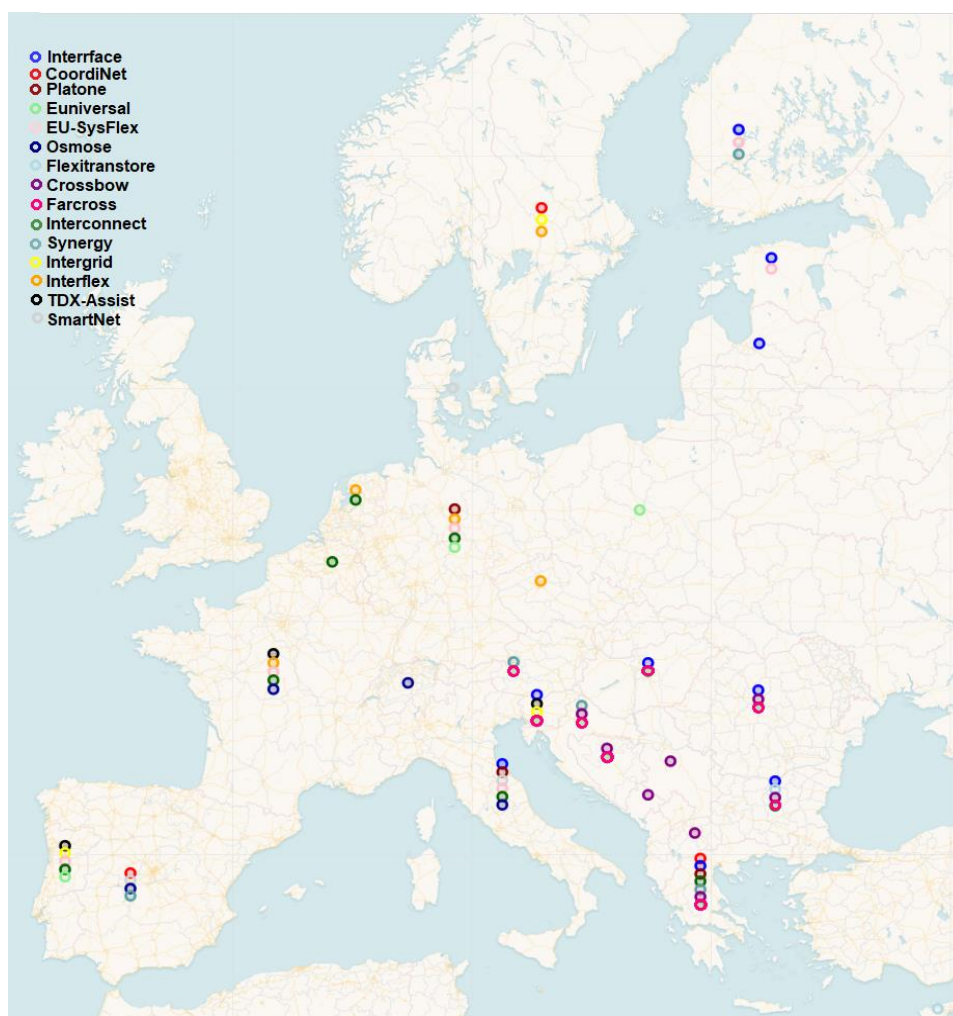 Interrface
CoordiNet
Platone
Euniversal
EU-SysFlex
Osmose
Flexitranstore
Crossbow
Farcross
Interconnect
Synergy
Intergrid
Interflex
TDX-Assist
SmartNet